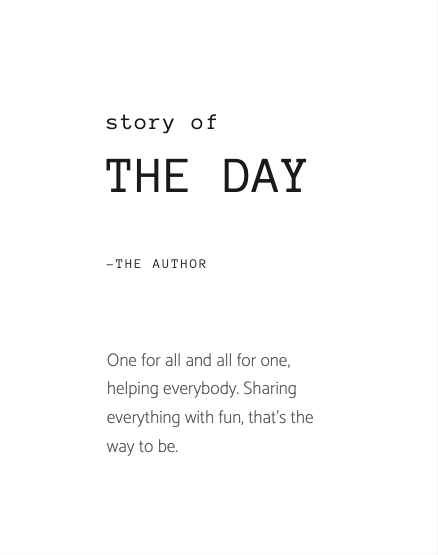 story of
THE DAY
–THE AUTHOR
One for all and all for one,
helping everybody. Sharing
everything with fun, that's the
way to be.